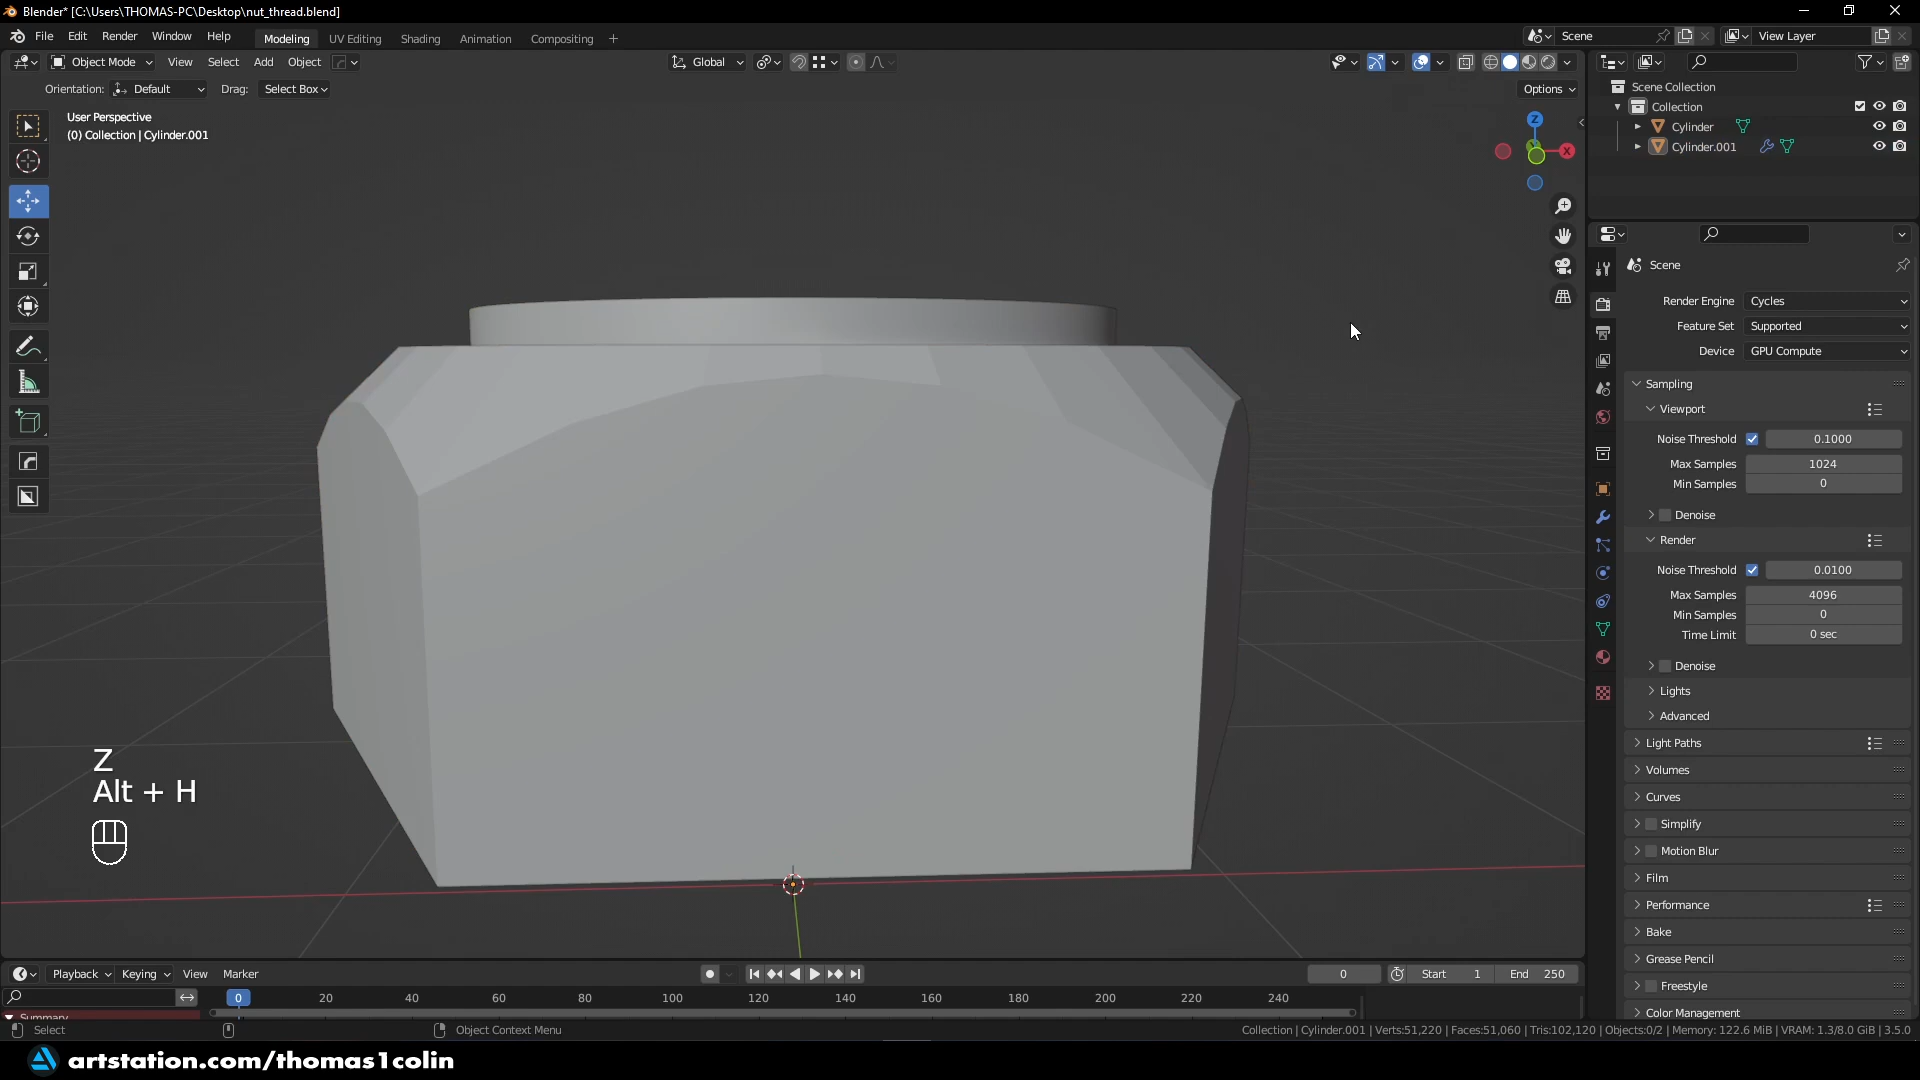 Blender* [C:\Users\THOMAS-PC\Desktop\nut_thread.blend]
File Edit Render Window Help Modeling UV Editing Shading Animation Compositing + Scene View Layer
Object Mode View Select Add Object Global
Orientation: Default Drag: Select Box Options
User Perspective
(0) Collection | Cylinder.001
Z
X
Scene Collection
Collection
Cylinder
Cylinder.001
Scene
Render Engine Cycles
Feature Set Supported
Device GPU Compute
Sampling
Viewport
Noise Threshold 0.1000
Max Samples 1024
Min Samples 0
Denoise
Render
Noise Threshold 0.0100
Max Samples 4096
Min Samples 0
Time Limit 0 sec
Denoise
Lights
Advanced
Light Paths
Volumes
Curves
Simplify
Motion Blur
Film
Performance
Bake
Grease Pencil
Freestyle
Color Management
Z
Alt + H
Playback Keying View Marker 0 Start 1 End 250
0 20 40 60 80 100 120 140 160 180 200 220 240
Summary
Select Object Context Menu Collection | Cylinder.001 | Verts:51,220 | Faces:51,060 | Tris:102,120 | Objects:0/2 | Memory: 122.6 MiB | VRAM: 1.3/8.0 GiB | 3.5.0
artstation.com/thomas1colin